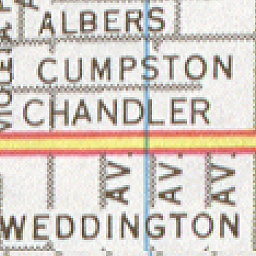 ALBERS
CUMPSTON
CHANDLER
AV.
AV.
AV.
WEDDINGTON